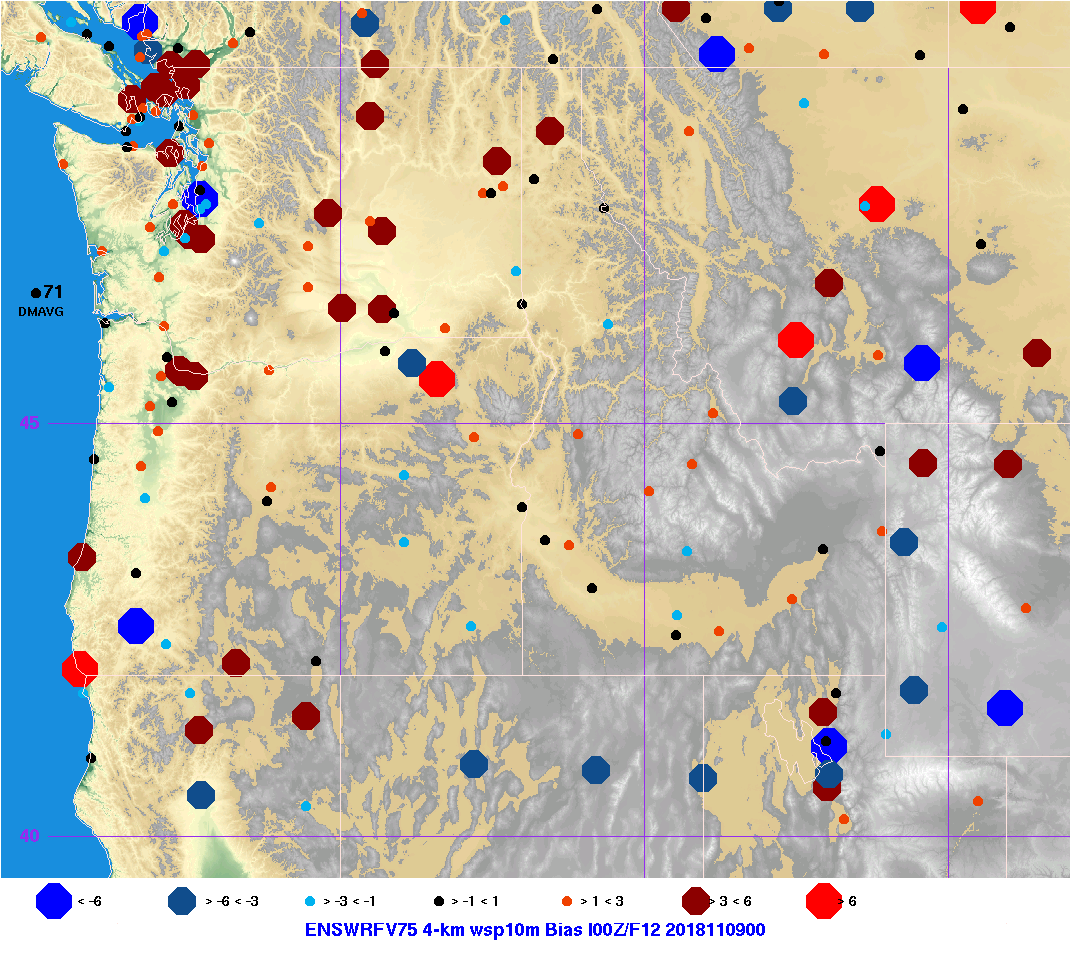 71
DMAVG
45
40
< -6
> -6 < -3
> -3 < -1
> -1 < 1
> 1 < 3
> 3 < 6
> 6
ENSWRFV75 4-km wsp10m Bias I00Z/F12 2018110900